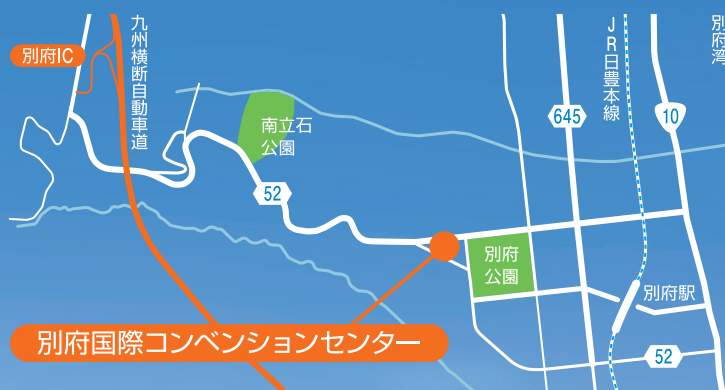 別府IC
九州横断自動車道
南立石
公園
52
645
JR日豊本線
10
別府湾
別府
公園
別府駅
別府国際コンベンションセンター
52